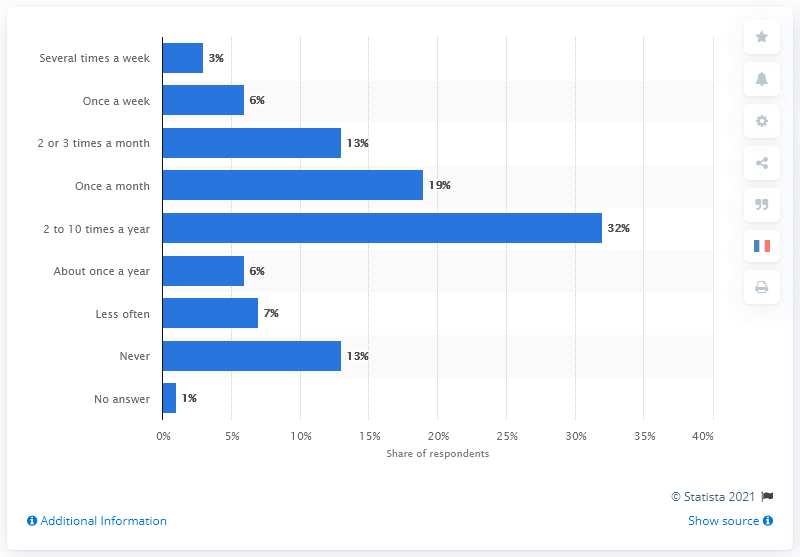 Several times a week 3%
Once a week 6%
2 or 3 times a month 13%
Once a month 19%
2 to 10 times a year 32%
About once a year 6%
Less often 7%
Never 13%
No answer 1%
0% 5% 10% 15% 20% 25% 30% 35% 40%
Share of respondents
© Statista 2021
Additional Information Show source